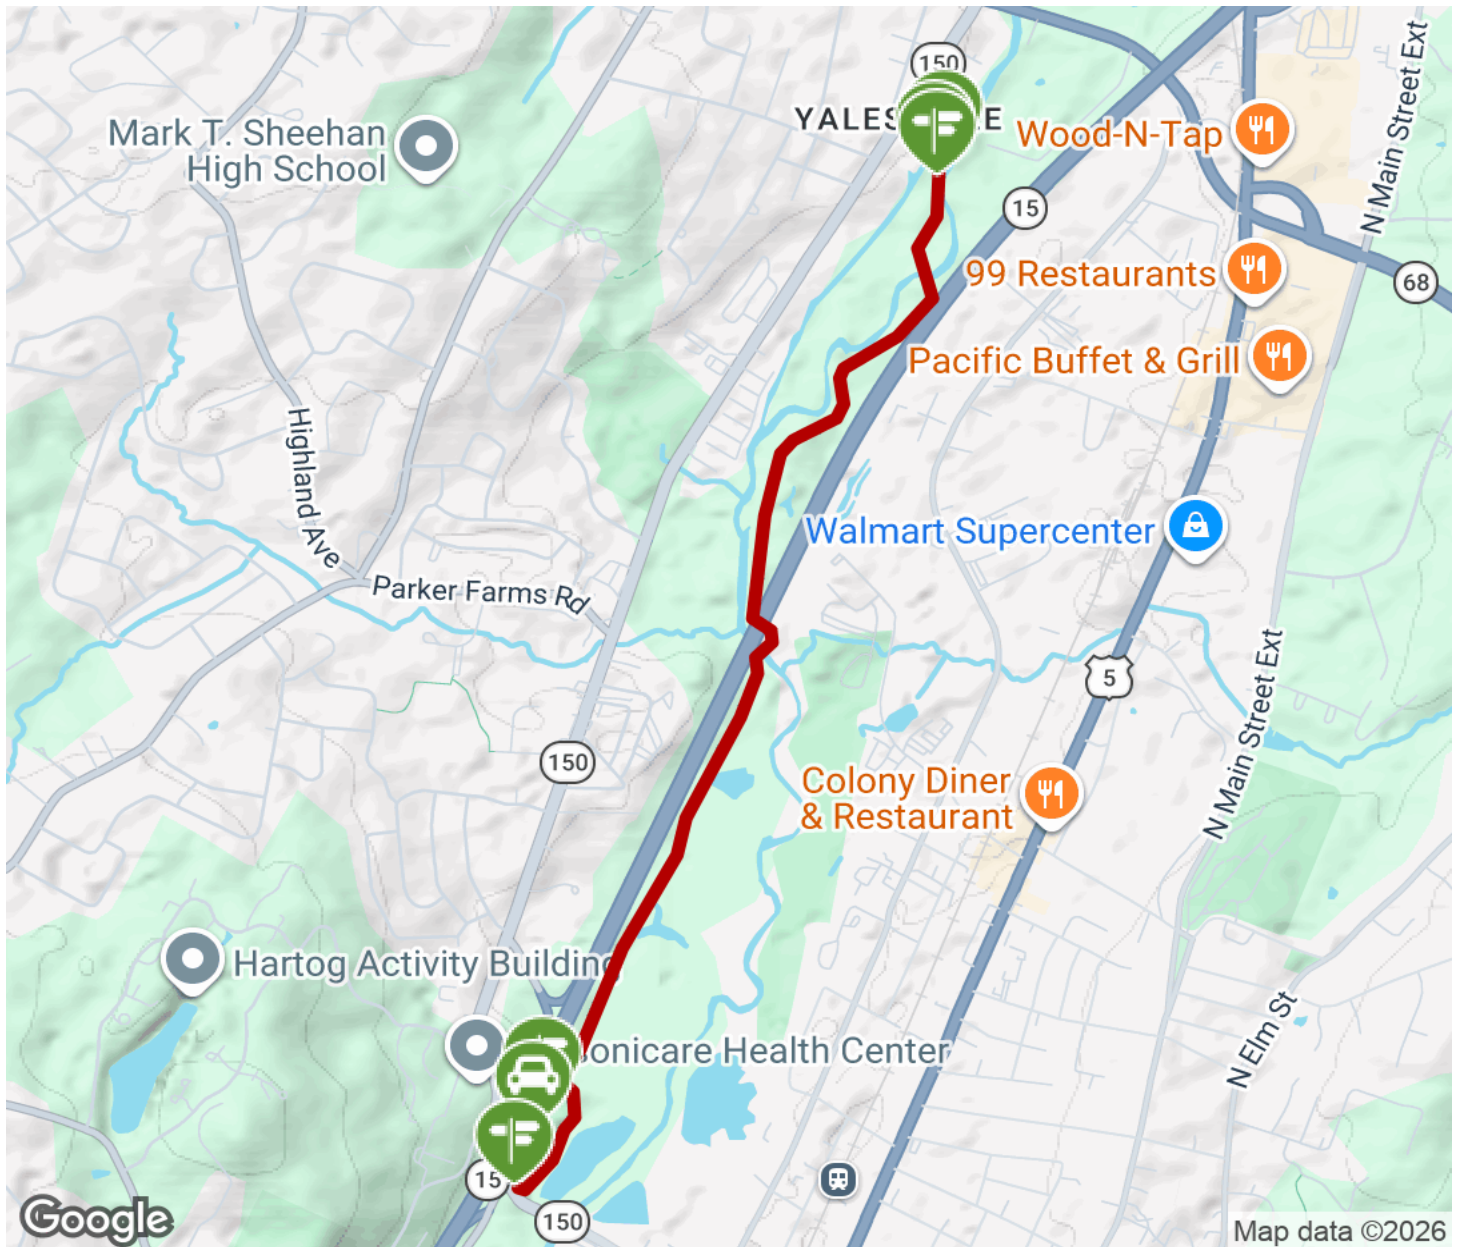 150
YALES E
Mark T. Sheehan
High School
Wood-N-Tap
N Main Street Ext
15
99 Restaurants
68
Pacific Buffet & Grill
Highland Ave
Walmart Supercenter
Parker Farms Rd
5
N Main Street Ext
150
Colony Diner
& Restaurant
Hartog Activity Building
onicare Health Center
N Elm St
15
150
Google
Map data ©2026